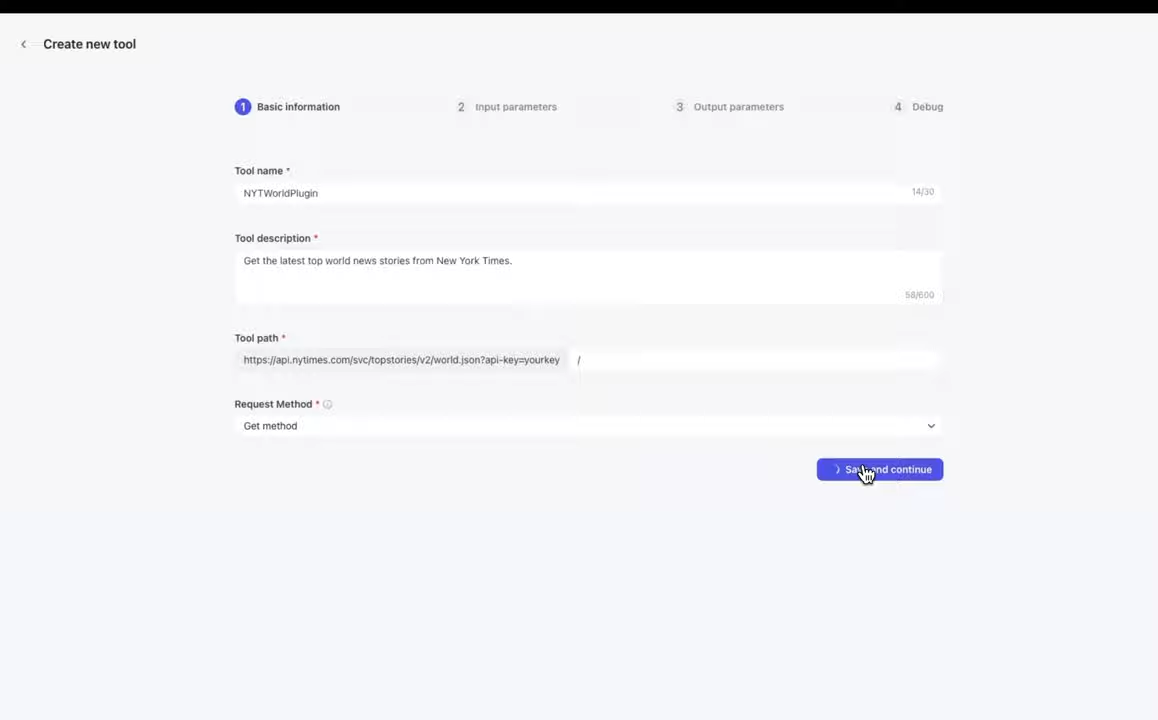 Create new tool
1 Basic information
2 Input parameters
3 Output parameters
4 Debug
Tool name *
NYTWorldPlugin
14/30
Tool description *
Get the latest top world news stories from New York Times.
58/600
Tool path *
https://api.nytimes.com/svc/topstories/v2/world.json?api-key=yourkey /
Request Method *
Get method
Save and continue